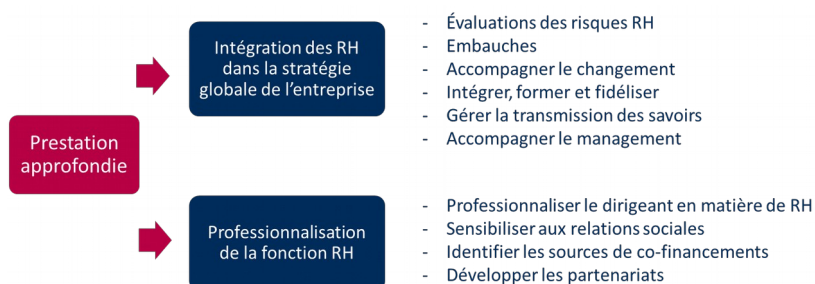 Prestation
approfondie
Intégration des RH
dans la stratégie
globale de l'entreprise
- Évaluations des risques RH
- Embauches
- Accompagner le changement
- Intégrer, former et fidéliser
- Gérer la transmission des savoirs
- Accompagner le management
Professionnalisation
de la fonction RH
- Professionnaliser le dirigeant en matière de RH
- Sensibiliser aux relations sociales
- Identifier les sources de co-financements
- Développer les partenariats